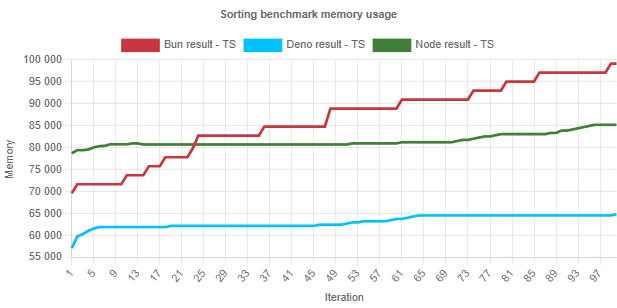 Sorting benchmark memory usage
Bun result - TS Deno result - TS Node result - TS
100 000
95 000
90 000
85 000
80 000
75 000
70 000
65 000
60 000
55 000
Memory
1 5 9 13 17 21 25 29 33 37 41 45 49 53 57 61 65 69 73 77 81 85 89 93 97
Iteration